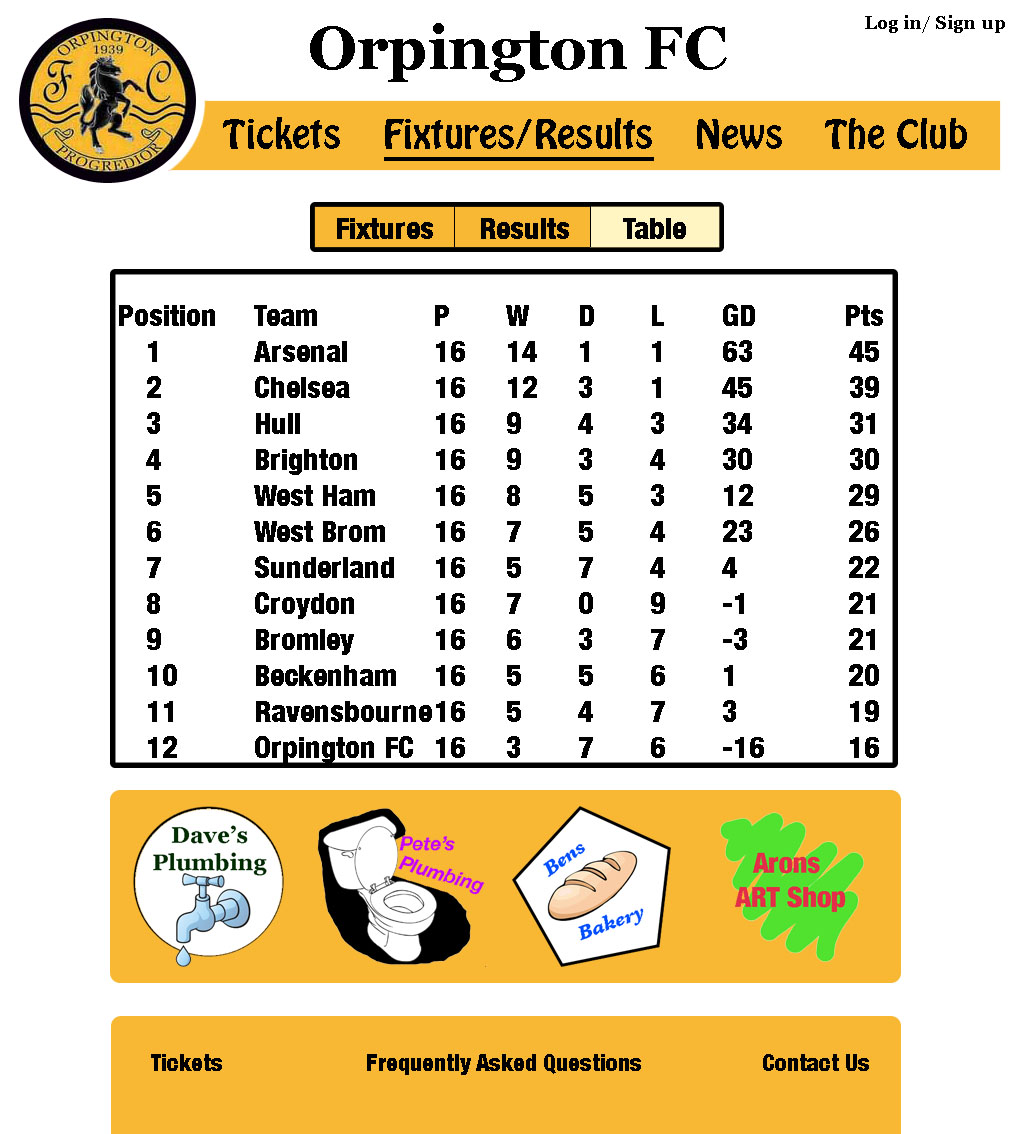 Log in/ Sign up
Orpington FC
ORPINGTON
1939
F C
PROGREDIOR
Tickets Fixtures/Results News The Club
Fixtures Results Table
Position Team P W D L GD Pts
1 Arsenal 16 14 1 1 63 45
2 Chelsea 16 12 3 1 45 39
3 Hull 16 9 4 3 34 31
4 Brighton 16 9 3 4 30 30
5 West Ham 16 8 5 3 12 29
6 West Brom 16 7 5 4 23 26
7 Sunderland 16 5 7 4 4 22
8 Croydon 16 7 0 9 -1 21
9 Bromley 16 6 3 7 -3 21
10 Beckenham 16 5 5 6 1 20
11 Ravensbourne 16 5 4 7 3 19
12 Orpington FC 16 3 7 6 -16 16
Dave's
Plumbing
Pete's
Plumbing
Bens
Bakery
Arons
ART Shop
Tickets Frequently Asked Questions Contact Us